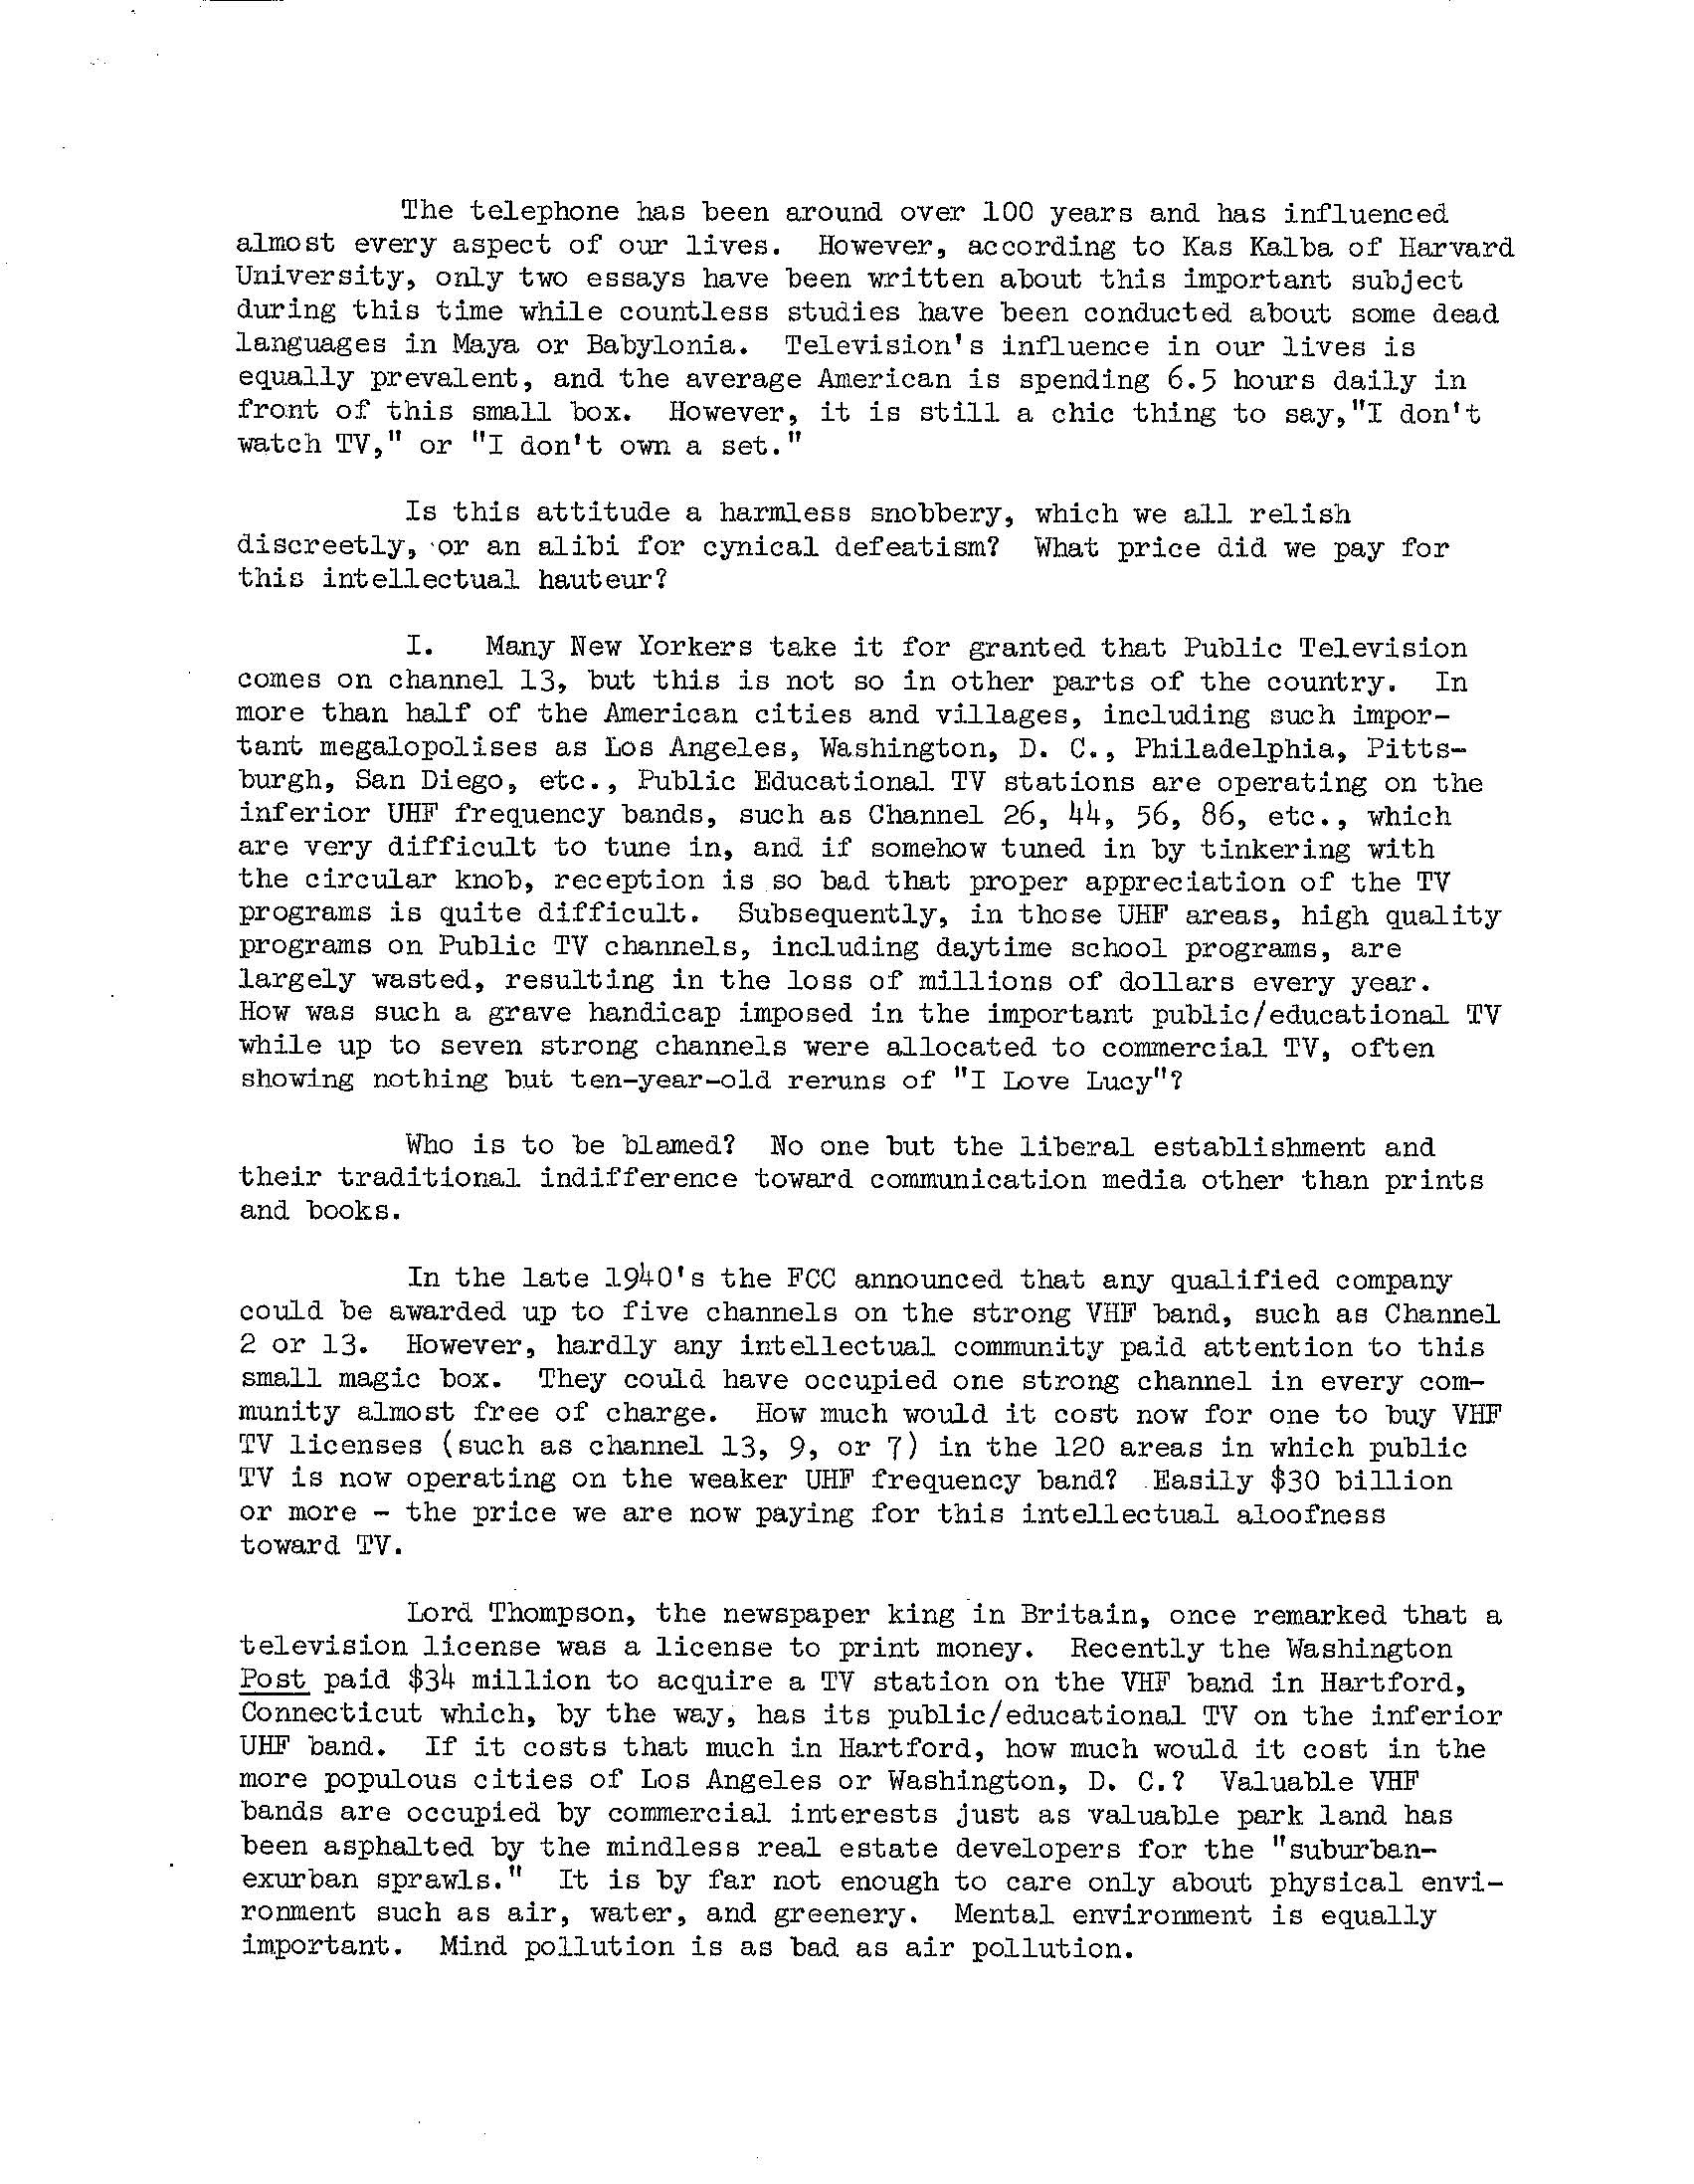 The telephone has been around over 100 years and has influenced
almost every aspect of our lives. However, according to Kas Kalba of Harvard
University, only two essays have been written about this important subject
during this time while countless studies have been conducted about some dead
languages in Maya or Babylonia. Television's influence in our lives is
equally prevalent, and the average American is spending 6.5 hours daily in
front of this small box. However, it is still a chic thing to say,"I don't
watch TV," or "I don't own a set."
Is this attitude a harmless snobbery, which we all relish
discreetly, or an alibi for cynical defeatism? What price did we pay for
this intellectual hauteur?
I. Many New Yorkers take it for granted that Public Television
comes on channel 13, but this is not so in other parts of the country. In
more than half of the American cities and villages, including such impor-
tant megalopolises as Los Angeles, Washington, D. C., Philadelphia, Pitts-
burgh, San Diego, etc., Public Educational TV stations are operating on the
inferior UHF frequency bands, such as Channel 26, 44, 56, 86, etc., which
are very difficult to tune in, and if somehow tuned in by tinkering with
the circular knob, reception is so bad that proper appreciation of the TV
programs is quite difficult. Subsequently, in those UHF areas, high quality
programs on Public TV channels, including daytime school programs, are
largely wasted, resulting in the loss of millions of dollars every year.
How was such a grave handicap imposed in the important public/educational TV
while up to seven strong channels were allocated to commercial TV, often
showing nothing but ten-year-old reruns of "I Love Lucy"?
Who is to be blamed? No one but the liberal establishment and
their traditional indifference toward communication media other than prints
and books.
In the late 1940's the FCC announced that any qualified company
could be awarded up to five channels on the strong VHF band, such as Channel
2 or 13. However, hardly any intellectual community paid attention to this
small magic box. They could have occupied one strong channel in every com-
munity almost free of charge. How much would it cost now for one to buy VHF
TV licenses (such as channel 13, 9, or 7) in the 120 areas in which public
TV is now operating on the weaker UHF frequency band? Easily $30 billion
or more - the price we are now paying for this intellectual aloofness
toward TV.
Lord Thompson, the newspaper king in Britain, once remarked that a
television license was a license to print money. Recently the Washington
Post paid $34 million to acquire a TV station on the VHF band in Hartford,
Connecticut which, by the way, has its public/educational TV on the inferior
UHF band. If it costs that much in Hartford, how much would it cost in the
more populous cities of Los Angeles or Washington, D. C.? Valuable VHF
bands are occupied by commercial interests just as valuable park land has
been asphalted by the mindless real estate developers for the "suburban-
exurban sprawls." It is by far not enough to care only about physical envi-
ronment such as air, water, and greenery. Mental environment is equally
important. Mind pollution is as bad as air pollution.